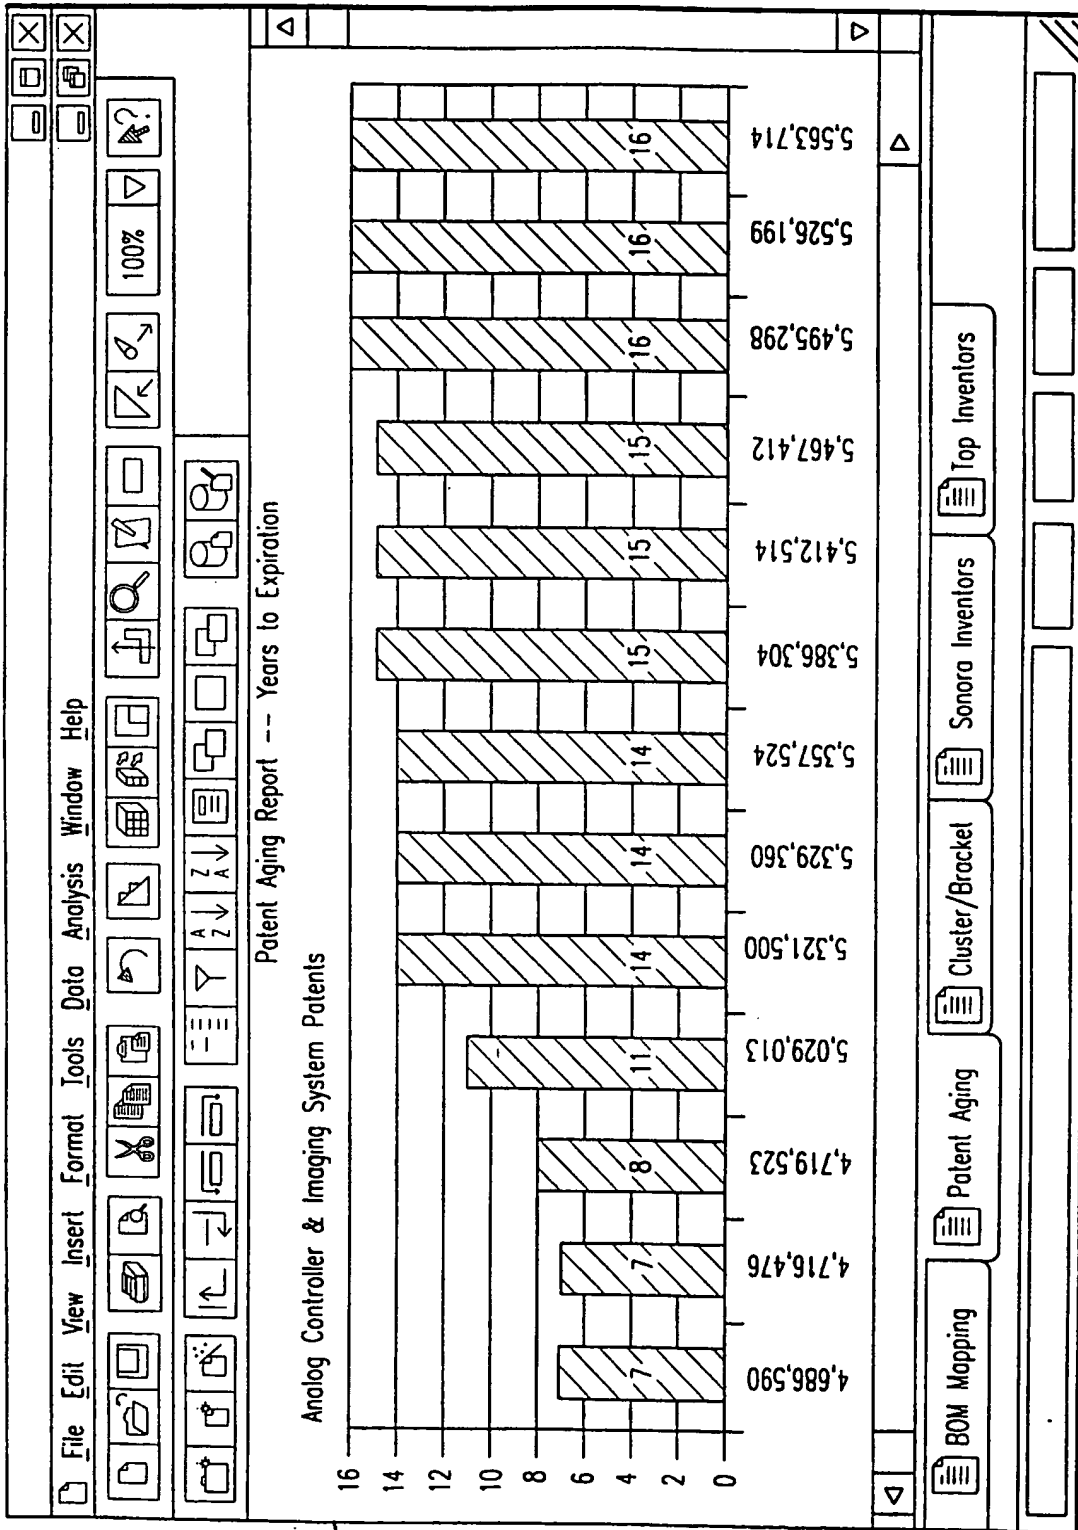 File Edit View Insert Format Tools Data Analysis Window Help
100%
?
A Z Z A
Patent Aging Report -- Years to Expiration
Analog Controller & Imaging System Patents
16
14
12
10
8
6
4
2
0
7 7 8 11 14 14 14 15 15 15 16 16 16
4,686,590 4,716,476 4,719,523 5,029,013 5,321,500 5,329,360 5,357,524 5,386,304 5,412,514 5,467,412 5,495,298 5,526,199 5,563,714
BOM Mapping Patent Aging Cluster/Bracket Sonora Inventors Top Inventors